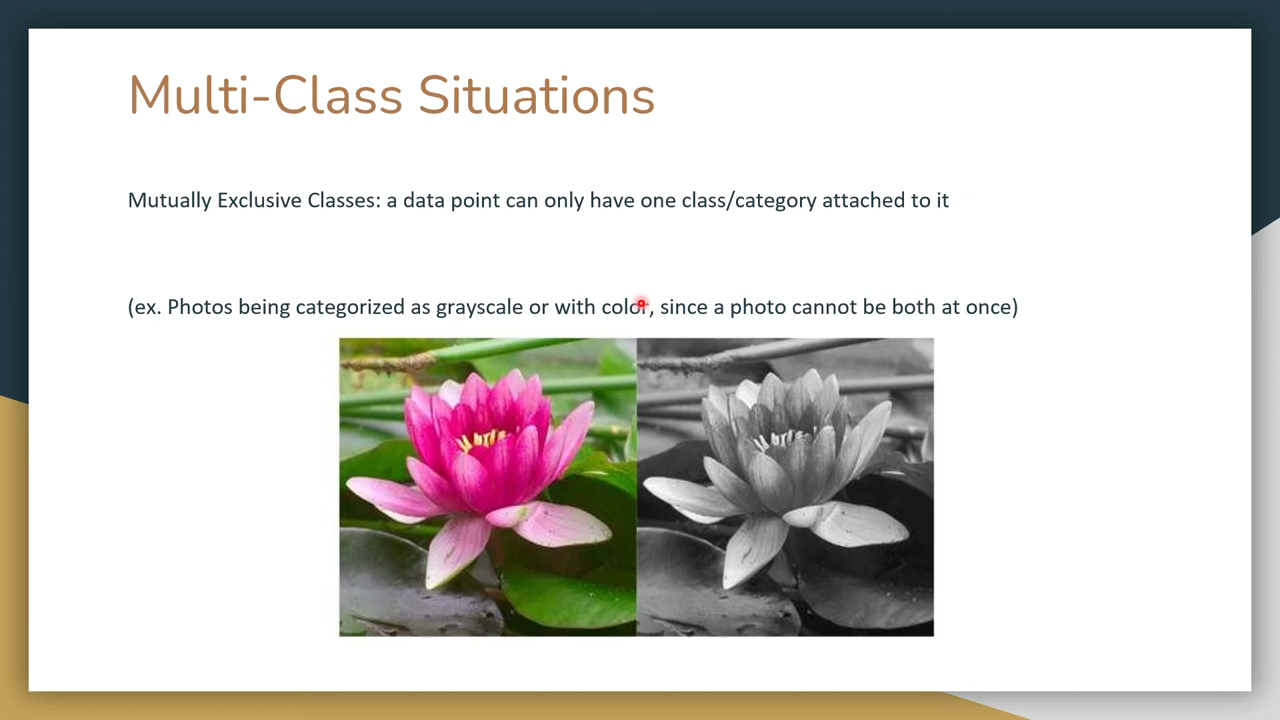 Multi-Class Situations
Mutually Exclusive Classes: a data point can only have one class/category attached to it
(ex. Photos being categorized as grayscale or with color, since a photo cannot be both at once)